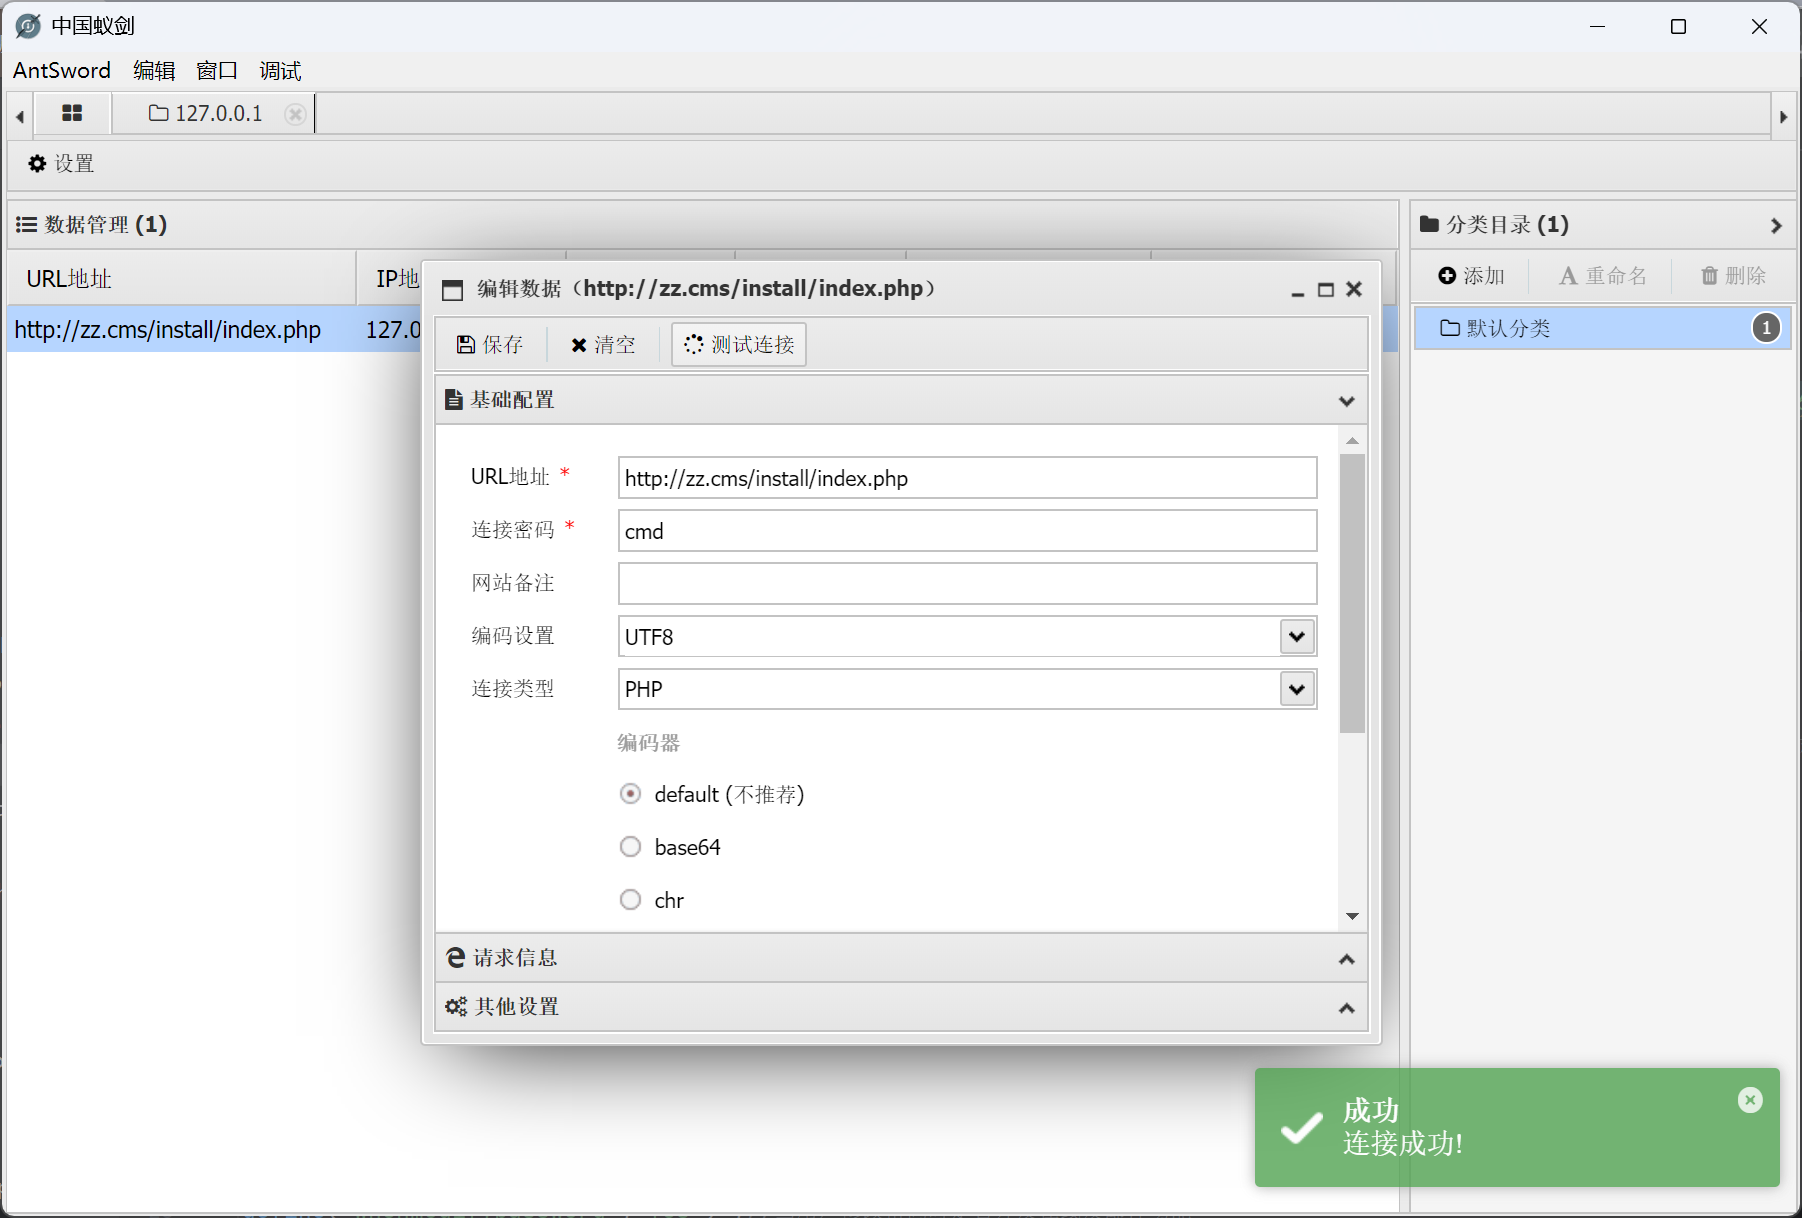 中国蚁剑
AntSword 编辑 窗口 调试
127.0.0.1
设置
数据管理 (1)
分类目录 (1)
URL地址 IP地
添加 重命名 删除
http://zz.cms/install/index.php 127.0
默认分类 1
编辑数据（http://zz.cms/install/index.php）
保存 清空 测试连接
基础配置
URL地址 * http://zz.cms/install/index.php
连接密码 * cmd
网站备注
编码设置 UTF8
连接类型 PHP
编码器
default (不推荐)
base64
chr
请求信息
其他设置
成功
连接成功!